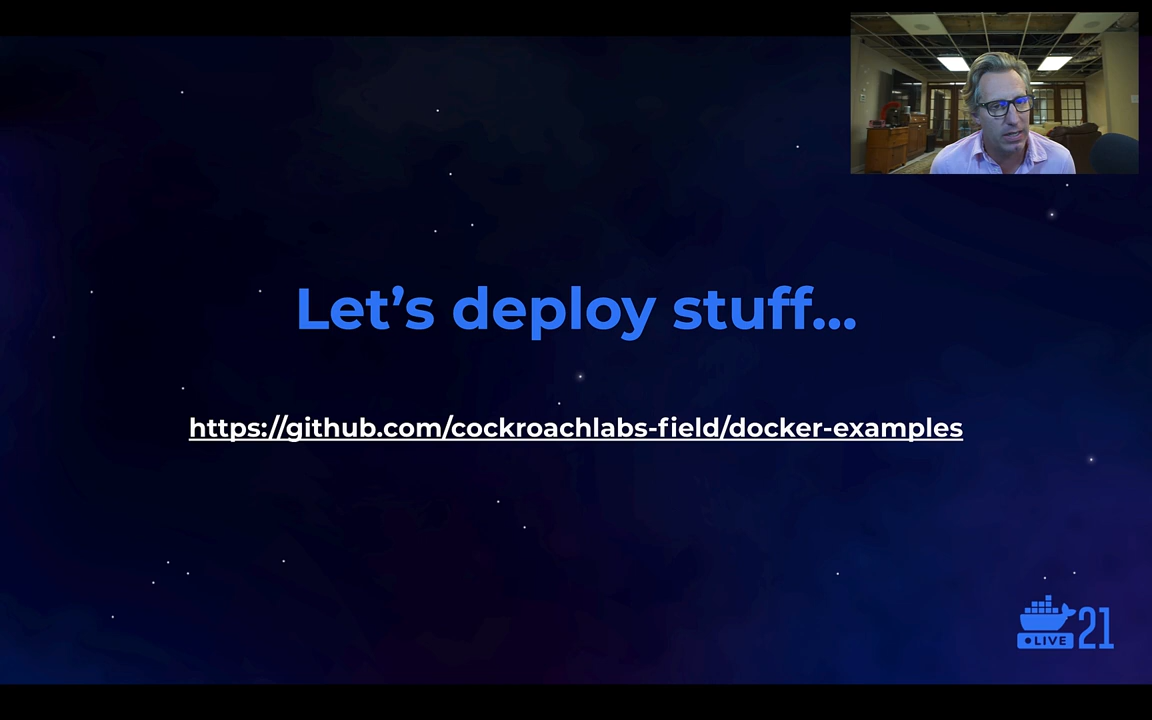 Let’s deploy stuff...
https://github.com/cockroachlabs-field/docker-examples
LIVE 21